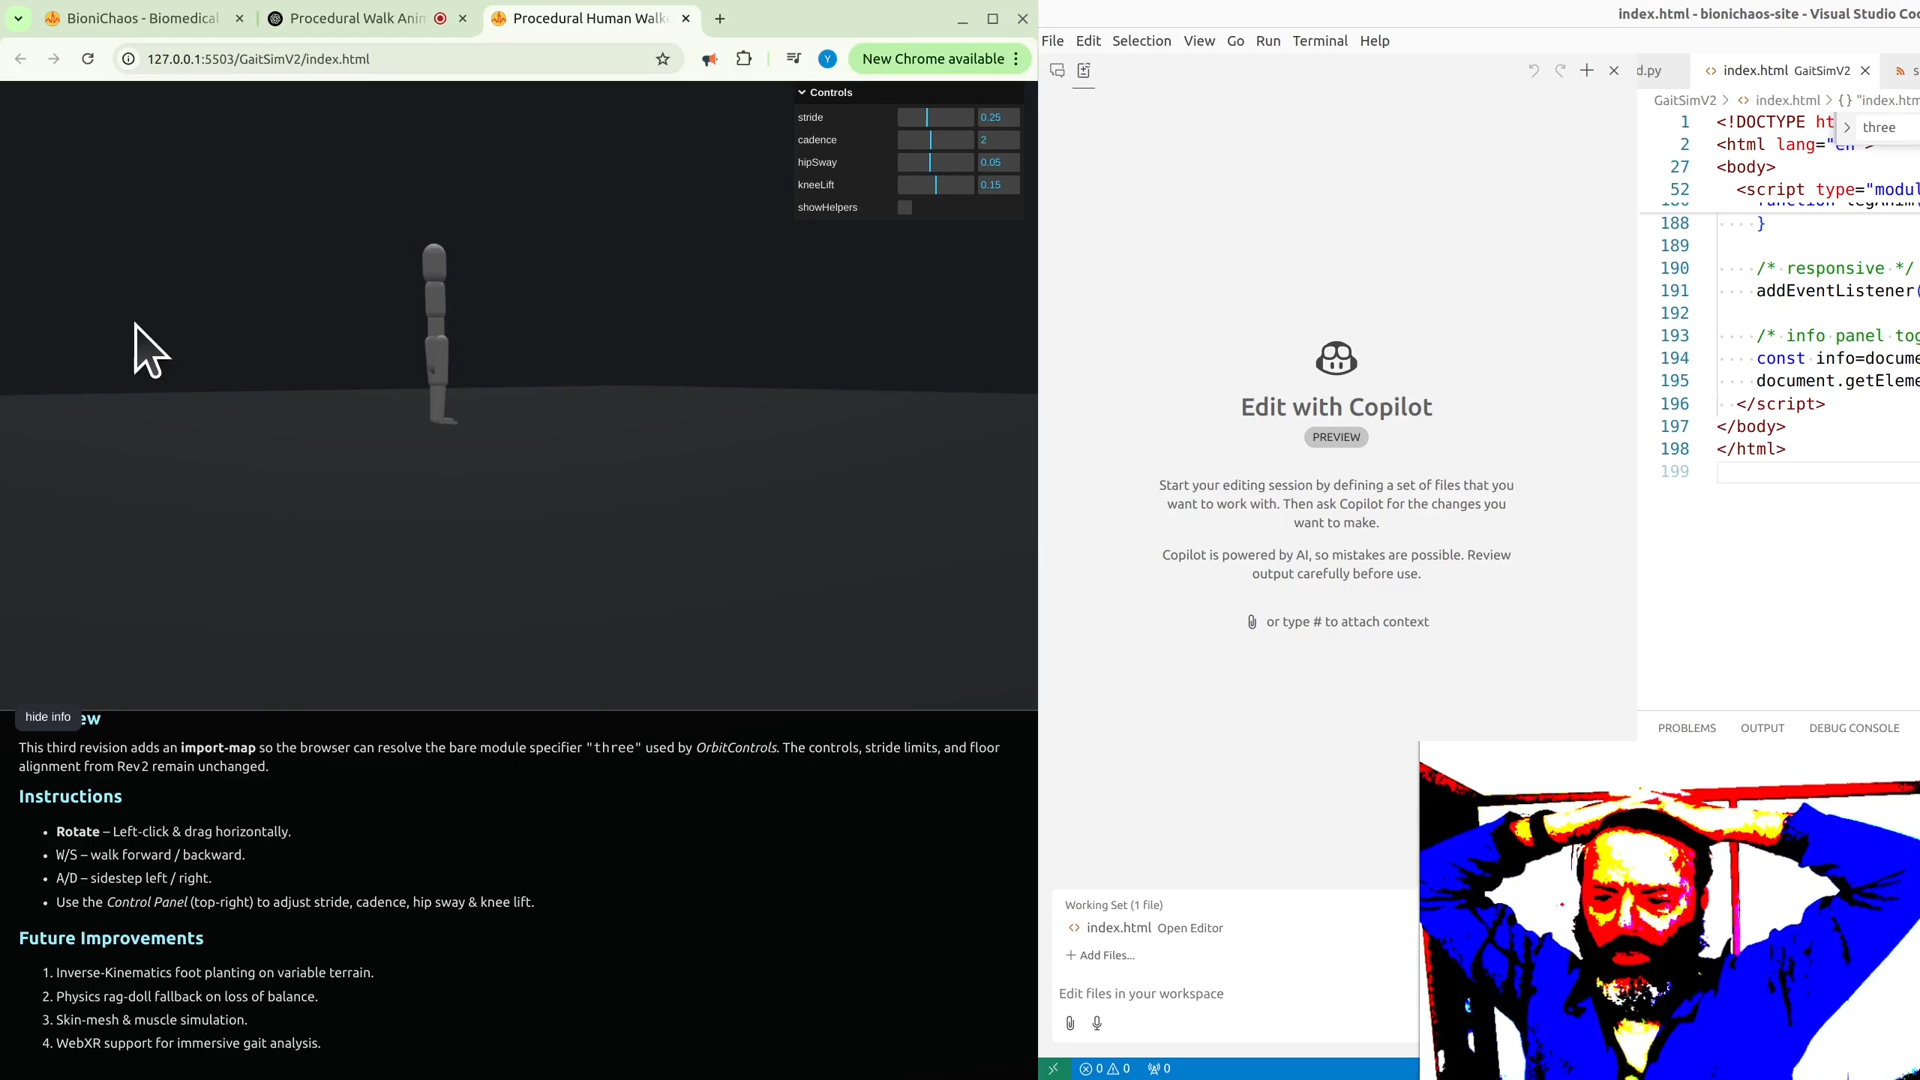 BioniChaos - Biomedical
Procedural Walk Anim
Procedural Human Walk
127.0.0.1:5503/GaitSimV2/index.html
Y
New Chrome available
Controls
stride 0.25
cadence 2
hipSway 0.05
kneeLift 0.15
showHelpers
hide info
ew
This third revision adds an import-map so the browser can resolve the bare module specifier "three" used by OrbitControls. The controls, stride limits, and floor
alignment from Rev2 remain unchanged.
Instructions
• Rotate – Left-click & drag horizontally.
• W/S – walk forward / backward.
• A/D – sidestep left / right.
• Use the Control Panel (top-right) to adjust stride, cadence, hip sway & knee lift.
Future Improvements
1. Inverse-Kinematics foot planting on variable terrain.
2. Physics rag-doll fallback on loss of balance.
3. Skin-mesh & muscle simulation.
4. WebXR support for immersive gait analysis.
index.html - bionichaos-site - Visual Studio Co
File Edit Selection View Go Run Terminal Help
d.py
<> index.html GaitSimV2
s
GaitSimV2 > <> index.html > {} "index.htm
three
1 <!DOCTYPE ht
2 <html lang="en">
27 <body>
52 <script type="modul
188 }
189
190 /* responsive */
191 addEventListener(
192
193 /* info panel tog
194 const info=docume
195 document.getEleme
196 </script>
197 </body>
198 </html>
199
Edit with Copilot
PREVIEW
Start your editing session by defining a set of files that you
want to work with. Then ask Copilot for the changes you
want to make.
Copilot is powered by AI, so mistakes are possible. Review
output carefully before use.
or type # to attach context
PROBLEMS OUTPUT DEBUG CONSOLE
Working Set (1 file)
<> index.html Open Editor
+ Add Files...
Edit files in your workspace
0 0 0